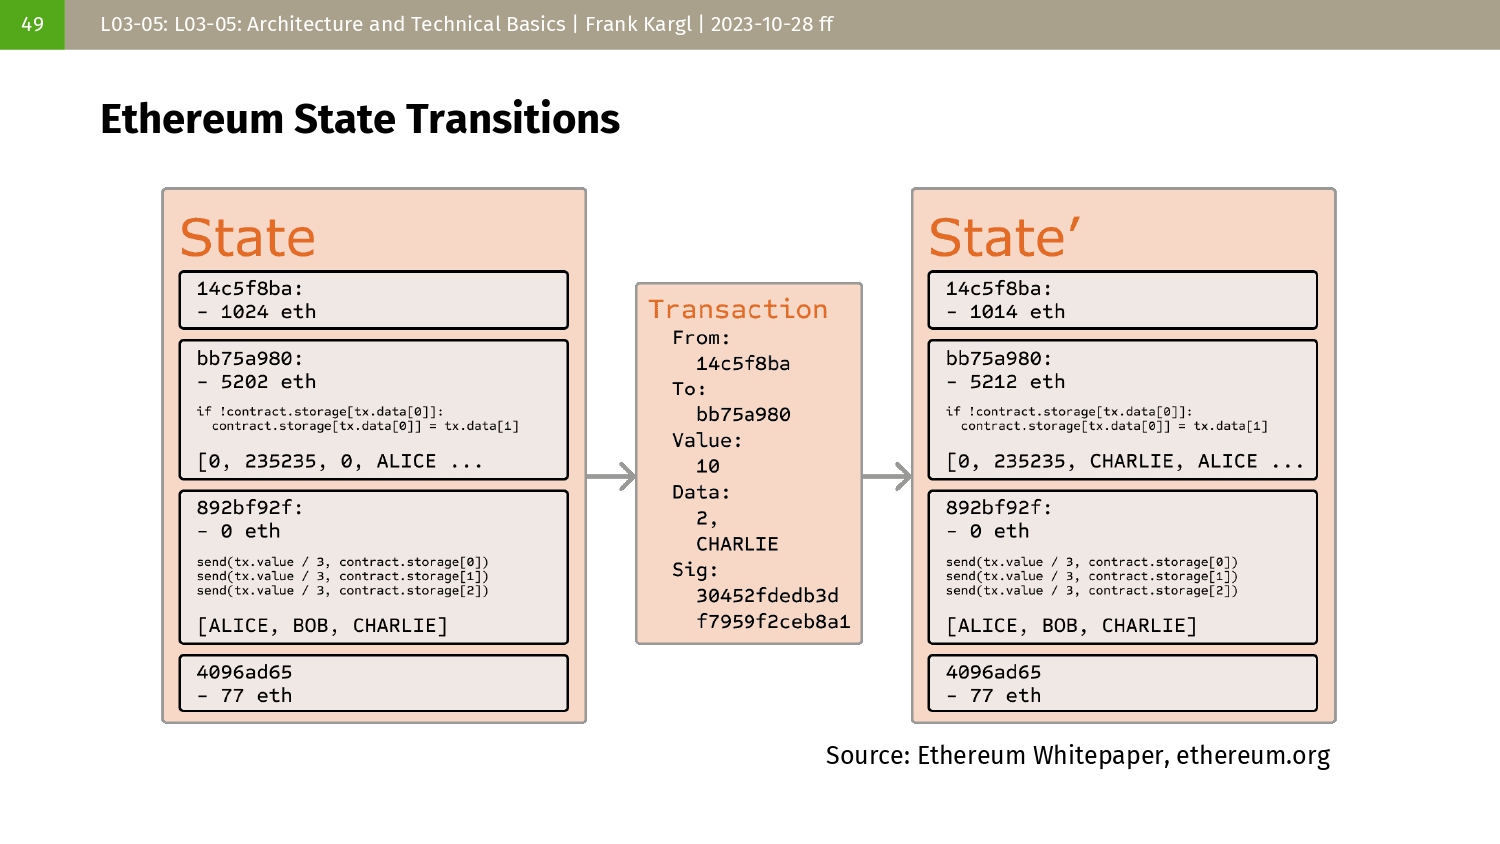 49
L03-05: L03-05: Architecture and Technical Basics | Frank Kargl | 2023-10-28 ff
Ethereum State Transitions
State
14c5f8ba:
- 1024 eth
bb75a980:
- 5202 eth
if !contract.storage[tx.data[0]]:
contract.storage[tx.data[0]] = tx.data[1]
[0, 235235, 0, ALICE ...
892bf92f:
- 0 eth
send(tx.value / 3, contract.storage[0])
send(tx.value / 3, contract.storage[1])
send(tx.value / 3, contract.storage[2])
[ALICE, BOB, CHARLIE]
4096ad65
- 77 eth
Transaction
From:
14c5f8ba
To:
bb75a980
Value:
10
Data:
2,
CHARLIE
Sig:
30452fdedb3d
f7959f2ceb8a1
State’
14c5f8ba:
- 1014 eth
bb75a980:
- 5212 eth
if !contract.storage[tx.data[0]]:
contract.storage[tx.data[0]] = tx.data[1]
[0, 235235, CHARLIE, ALICE ...
892bf92f:
- 0 eth
send(tx.value / 3, contract.storage[0])
send(tx.value / 3, contract.storage[1])
send(tx.value / 3, contract.storage[2])
[ALICE, BOB, CHARLIE]
4096ad65
- 77 eth
Source: Ethereum Whitepaper, ethereum.org